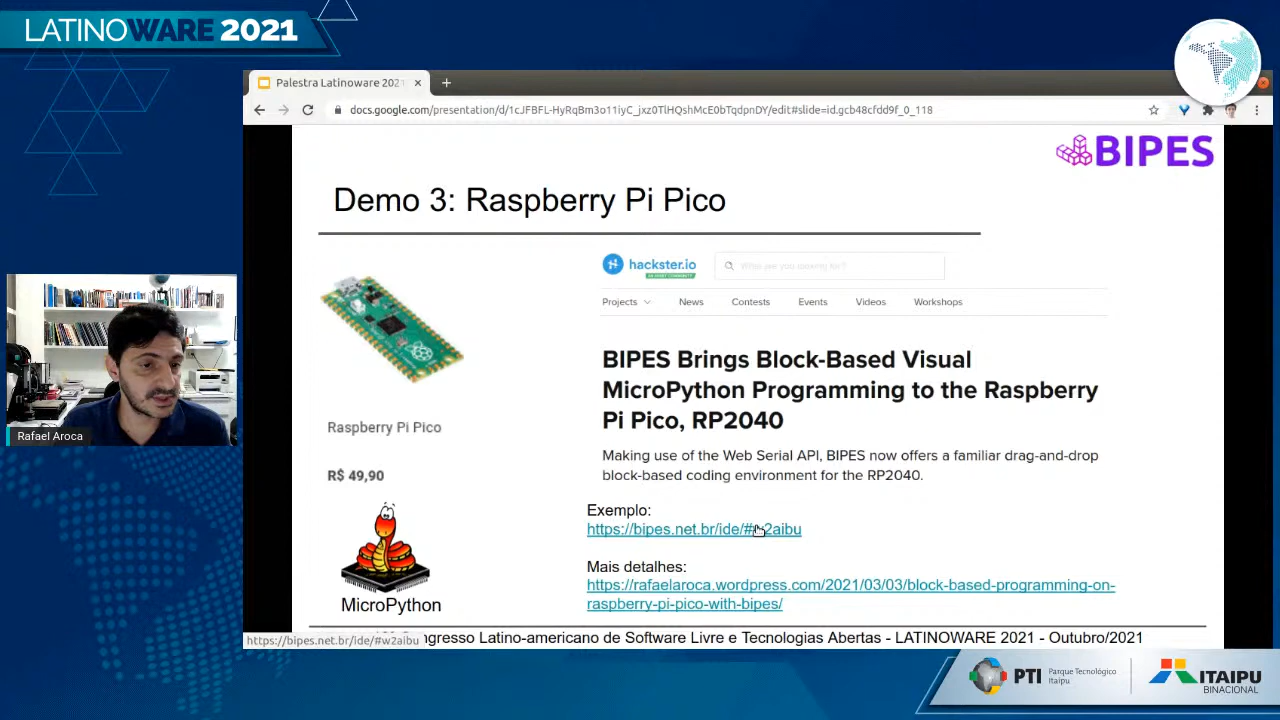 LATINOWARE 2021
Palestra Latinoware 2021
docs.google.com/presentation/d/1cJFBFL-HyRqBm3o11iyC_jxz0TlHQshMcE0bTqdpnDY/edit#slide=id.gcb48cfdd9f_0_118
BIPES
Demo 3: Raspberry Pi Pico
hackster.io
What are you looking for?
Projects
News
Contests
Events
Videos
Workshops
BIPES Brings Block-Based Visual
MicroPython Programming to the Raspberry
Pi Pico, RP2040
Making use of the Web Serial API, BIPES now offers a familiar drag-and-drop
block-based coding environment for the RP2040.
Raspberry Pi Pico
R$ 49,90
MicroPython
Exemplo:
https://bipes.net.br/ide/#w2aibu
Mais detalhes:
https://rafaelaroca.wordpress.com/2021/03/03/block-based-programming-on-
raspberry-pi-pico-with-bipes/
Rafael Aroca
https://bipes.net.br/ide/#w2aibu
Latino-americano de Software Livre e Tecnologias Abertas - LATINOWARE 2021 - Outubro/2021
PTI
Parque Tecnológico
Itaipu
ITAIPU
BINACIONAL